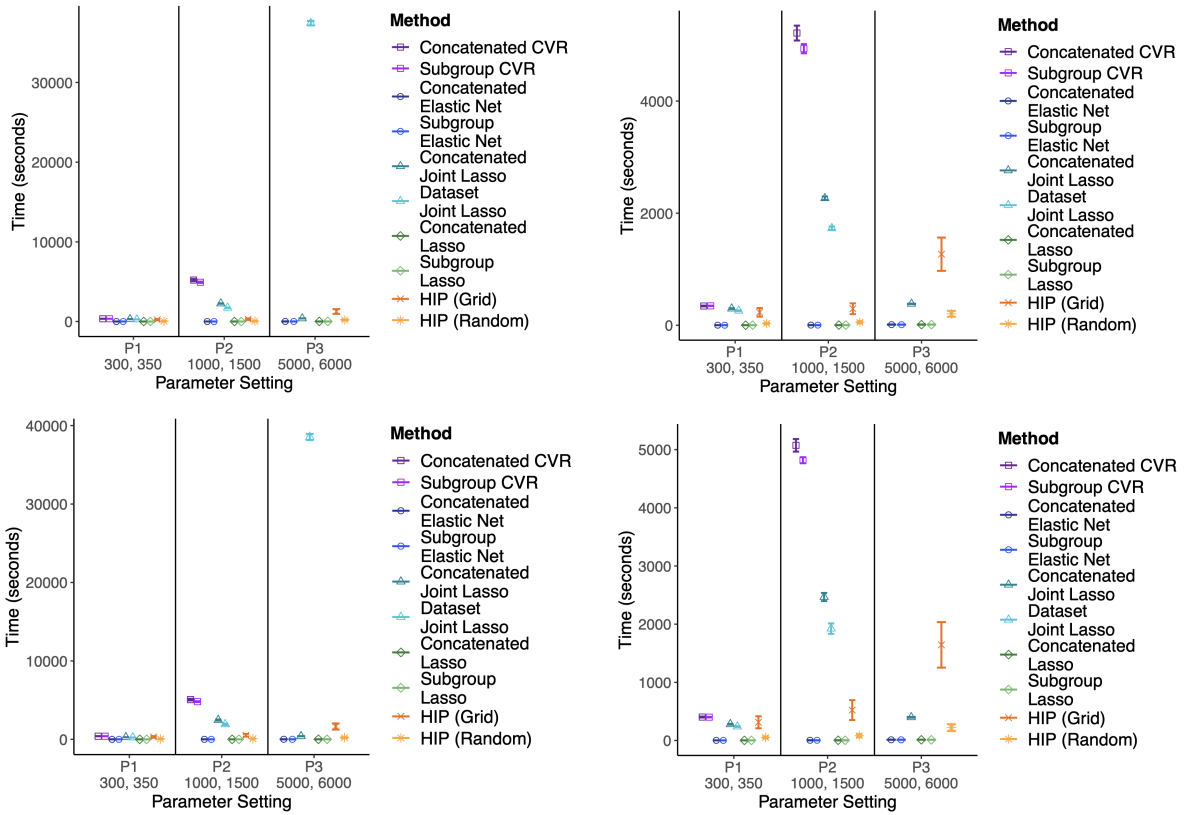 Time (seconds)
30000
20000
10000
0
P1
300, 350
P2
1000, 1500
P3
5000, 6000
Parameter Setting
Method
Concatenated CVR
Subgroup CVR
Concatenated
Elastic Net
Subgroup
Elastic Net
Concatenated
Joint Lasso
Dataset
Joint Lasso
Concatenated
Lasso
Subgroup
Lasso
HIP (Grid)
HIP (Random)
Time (seconds)
4000
2000
0
P1
300, 350
P2
1000, 1500
P3
5000, 6000
Parameter Setting
Method
Concatenated CVR
Subgroup CVR
Concatenated
Elastic Net
Subgroup
Elastic Net
Concatenated
Joint Lasso
Dataset
Joint Lasso
Concatenated
Lasso
Subgroup
Lasso
HIP (Grid)
HIP (Random)
Time (seconds)
40000
30000
20000
10000
0
P1
300, 350
P2
1000, 1500
P3
5000, 6000
Parameter Setting
Method
Concatenated CVR
Subgroup CVR
Concatenated
Elastic Net
Subgroup
Elastic Net
Concatenated
Joint Lasso
Dataset
Joint Lasso
Concatenated
Lasso
Subgroup
Lasso
HIP (Grid)
HIP (Random)
Time (seconds)
5000
4000
3000
2000
1000
0
P1
300, 350
P2
1000, 1500
P3
5000, 6000
Parameter Setting
Method
Concatenated CVR
Subgroup CVR
Concatenated
Elastic Net
Subgroup
Elastic Net
Concatenated
Joint Lasso
Dataset
Joint Lasso
Concatenated
Lasso
Subgroup
Lasso
HIP (Grid)
HIP (Random)